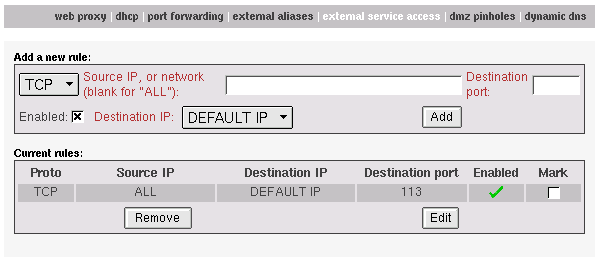 web proxy | dhcp | port forwarding | external aliases | external service access | dmz pinholes | dynamic dns
Add a new rule:
TCP Source IP, or network (blank for "ALL"): Destination port:
Enabled: Destination IP: DEFAULT IP Add
Current rules:
Proto Source IP Destination IP Destination port Enabled Mark
TCP ALL DEFAULT IP 113
Remove Edit